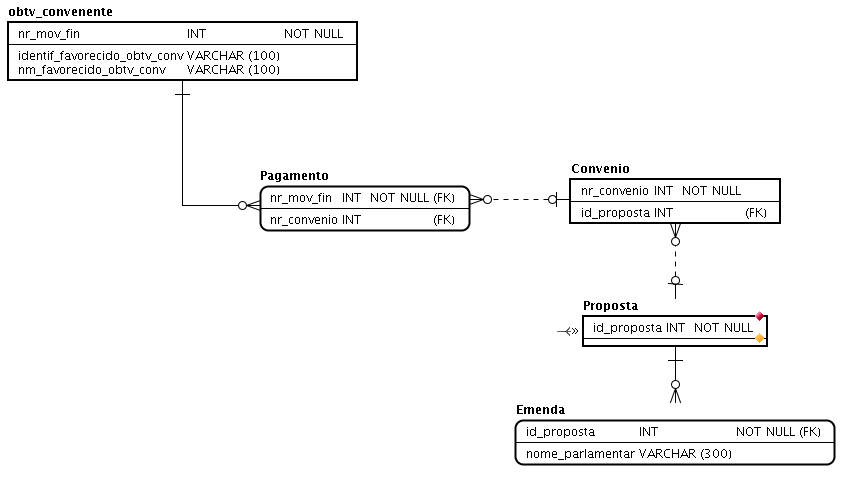 obtv_convenente
nr_mov_fin INT NOT NULL
identif_favorecido_obtv_conv VARCHAR (100)
nm_favorecido_obtv_conv VARCHAR (100)
Pagamento
nr_mov_fin INT NOT NULL (FK)
nr_convenio INT (FK)
Convenio
nr_convenio INT NOT NULL
id_proposta INT (FK)
Proposta
id_proposta INT NOT NULL
Emenda
id_proposta INT NOT NULL (FK)
nome_parlamentar VARCHAR (300)